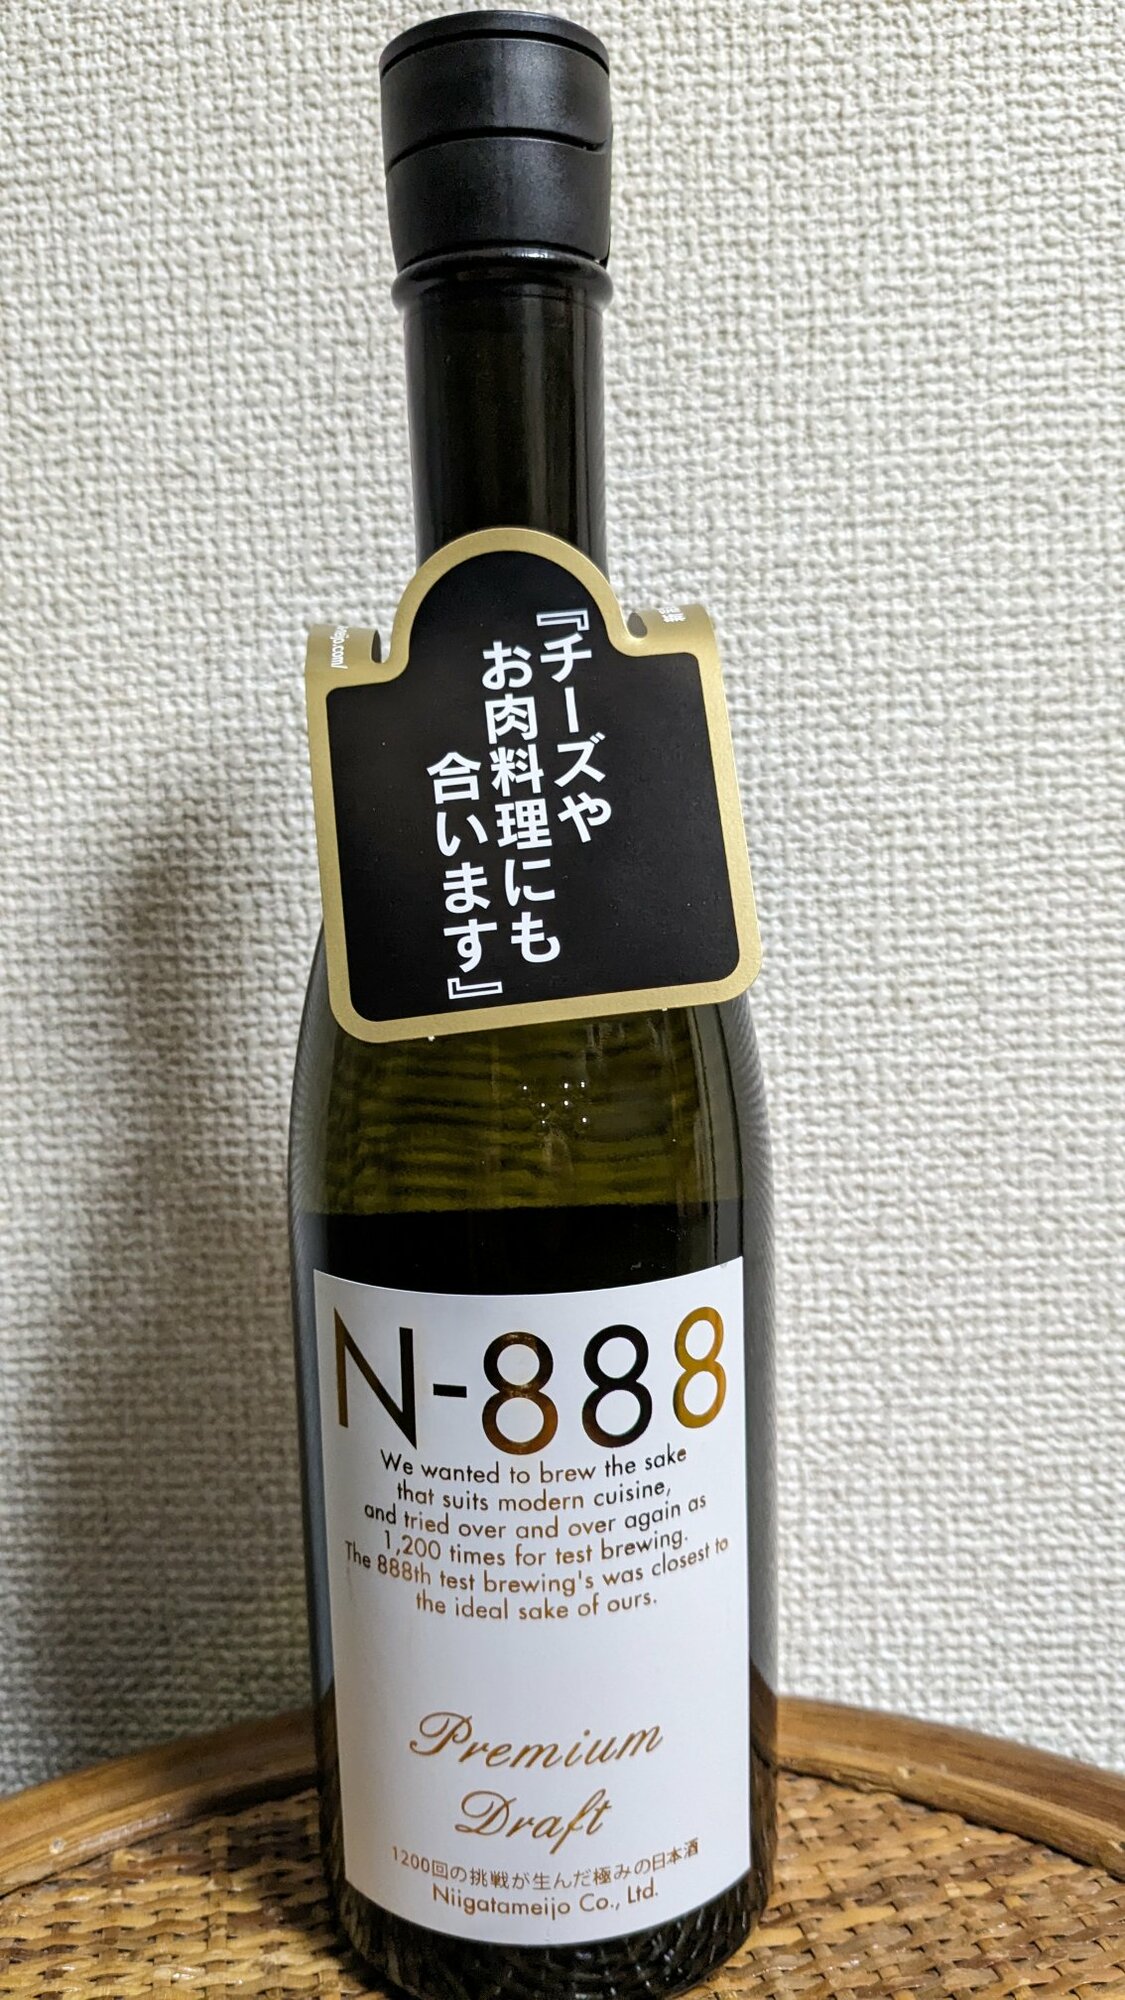 『チーズや
お肉料理にも
合います』
N-888
We wanted to brew the sake
that suits modern cuisine,
and tried over and over again as
1,200 times for test brewing.
The 888th test brewing's was closest to
the ideal sake of ours.
Premium
Draft
1200回の挑戦が生んだ極みの日本酒
Niigatameijo Co., Ltd.